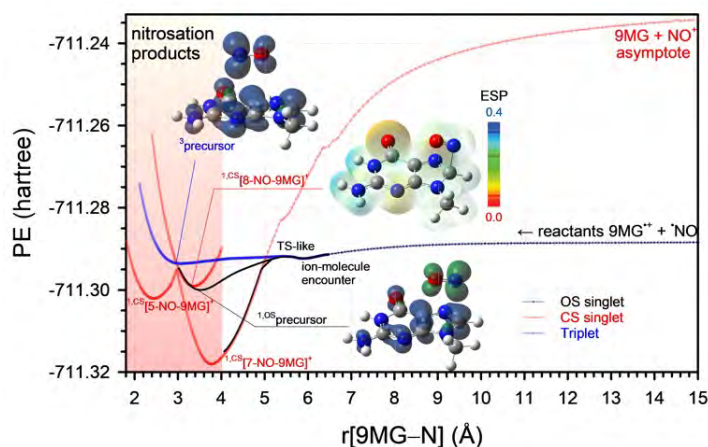 nitrosation
products
9MG + NO⁺
asymptote
ESP
0.4
0.0
³precursor
¹,ᶜˢ[8-NO-9MG]⁺
← reactants 9MG•⁺ + •NO
TS-like
ion-molecule
encounter
¹,ᶜˢ[5-NO-9MG]⁺
¹,ᴼˢprecursor
¹,ᶜˢ[7-NO-9MG]⁺
OS singlet
CS singlet
Triplet
PE (hartree)
-711.24
-711.26
-711.28
-711.30
-711.32
2 3 4 5 6 7 8 9 10 11 12 13 14 15
r[9MG–N] (Å)